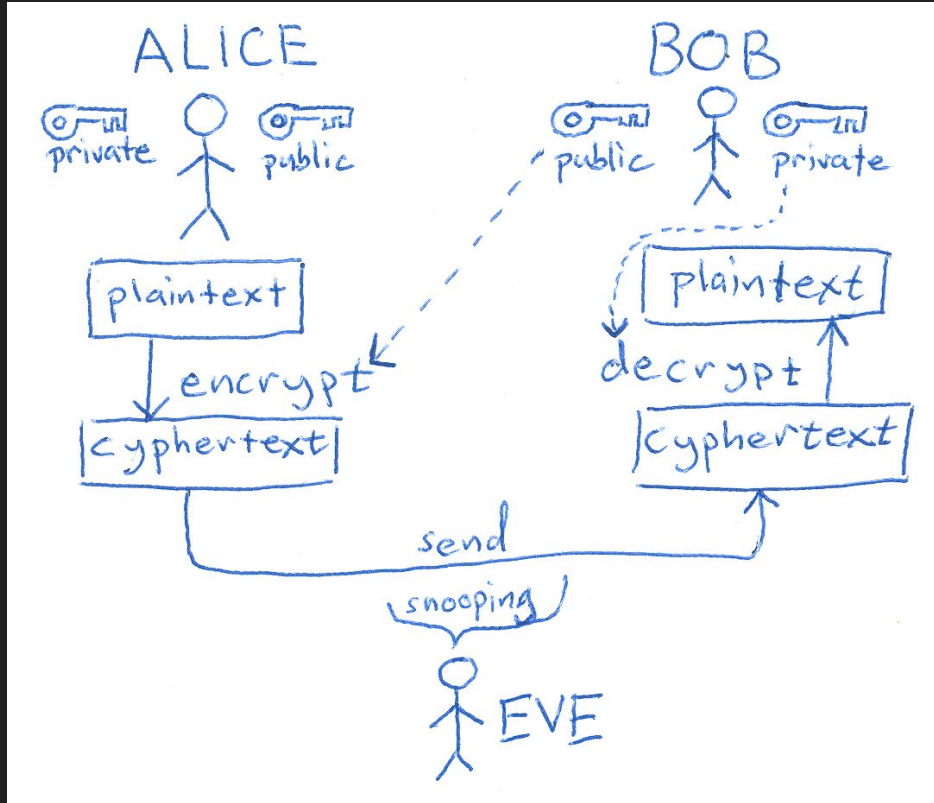 ALICE
BOB
private
public
public
private
plaintext
plaintext
encrypt
decrypt
cyphertext
cyphertext
send
snooping
EVE